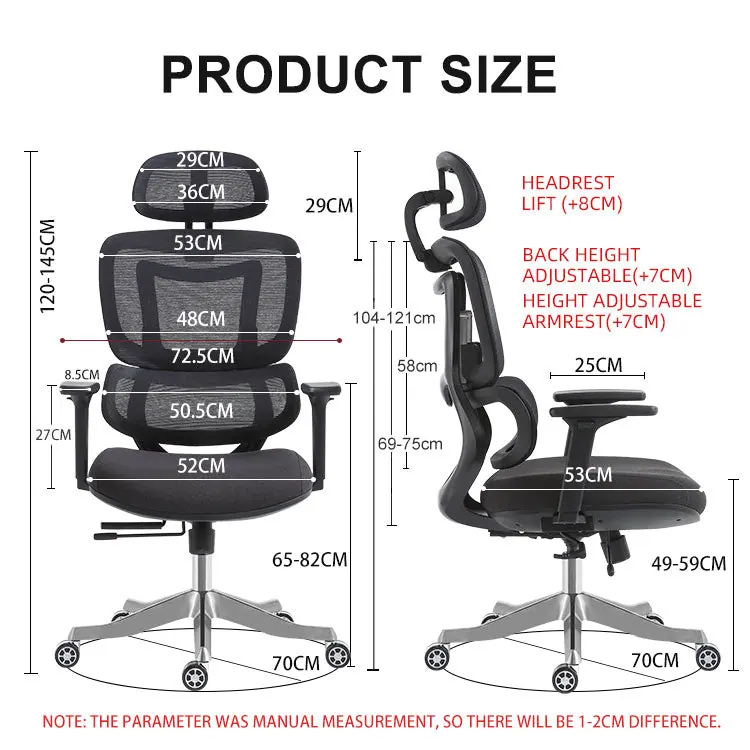 PRODUCT SIZE
29CM
36CM
29CM
53CM
120-145CM
48CM
72.5CM
8.5CM
50.5CM
27CM
52CM
65-82CM
70CM
HEADREST
LIFT (+8CM)
BACK HEIGHT
ADJUSTABLE(+7CM)
HEIGHT ADJUSTABLE
ARMREST(+7CM)
104-121cm
58cm
25CM
69-75cm
53CM
49-59CM
70CM
NOTE: THE PARAMETER WAS MANUAL MEASUREMENT, SO THERE WILL BE 1-2CM DIFFERENCE.